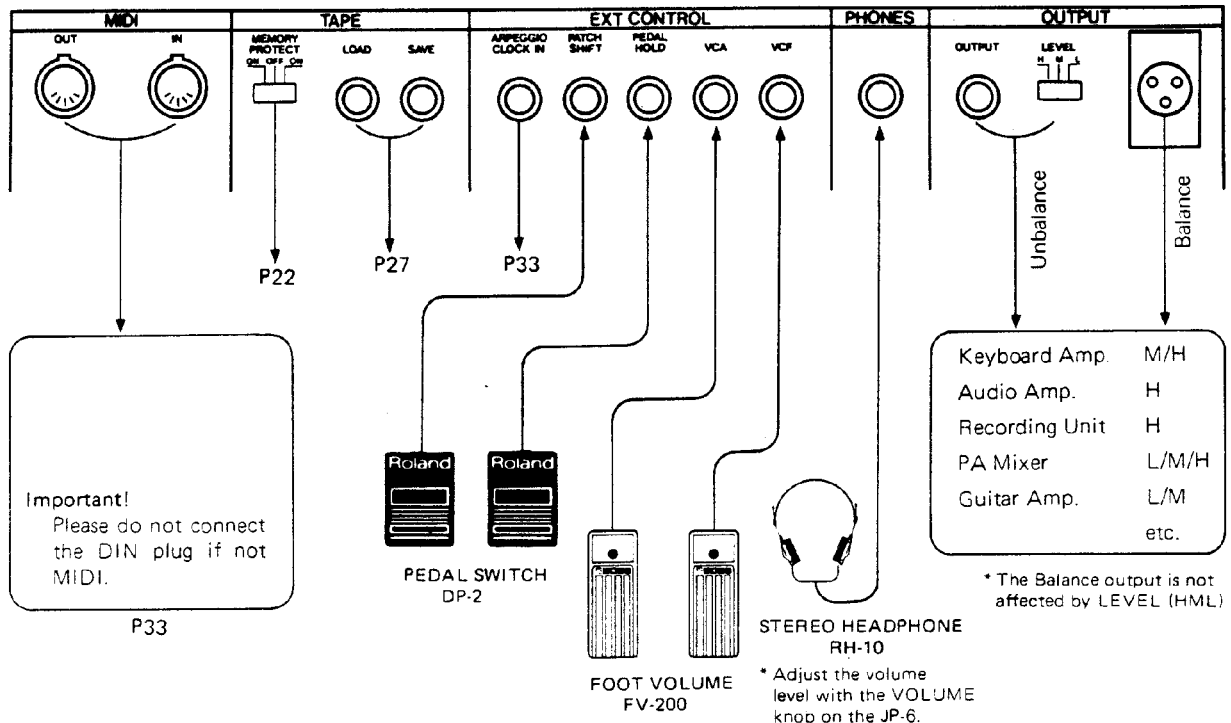 MIDI
TAPE
EXT CONTROL
PHONES
OUTPUT
OUT
IN
MEMORY
PROTECT
ON OFF ON
LOAD
SAVE
ARPEGGIO
CLOCK IN
PATCH
SHIFT
PEDAL
HOLD
VCA
VCF
OUTPUT
LEVEL
H M L
Unbalance
Balance
P22
P27
P33
Important!
Please do not connect
the DIN plug if not
MIDI.
P33
Roland
Roland
PEDAL SWITCH
DP-2
FOOT VOLUME
FV-200
STEREO HEADPHONE
RH-10
* Adjust the volume
level with the VOLUME
knob on the JP-6.
Keyboard Amp. M/H
Audio Amp. H
Recording Unit H
PA Mixer L/M/H
Guitar Amp. L/M
etc.
* The Balance output is not
affected by LEVEL (HML)